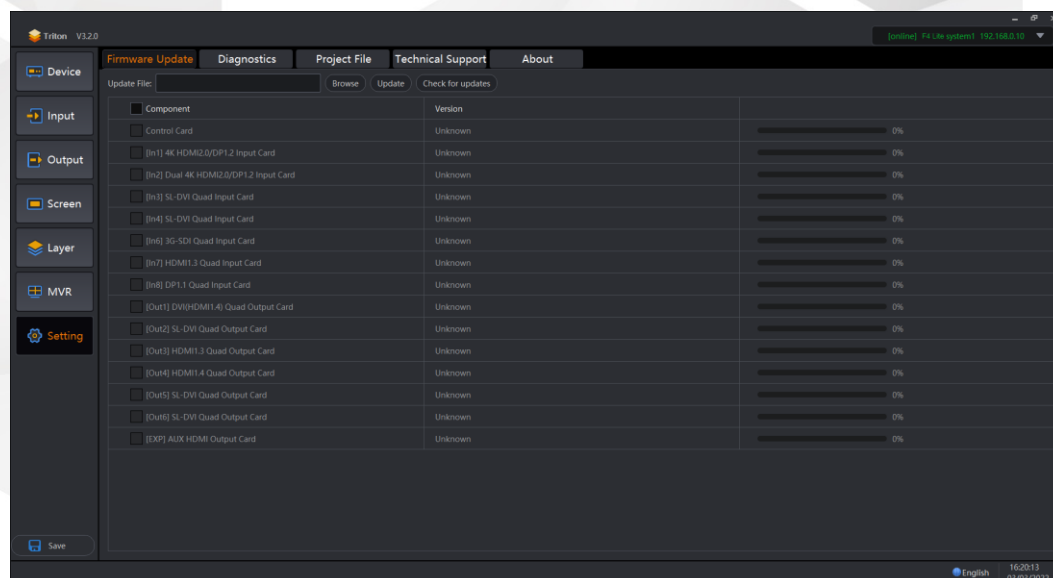 Triton V3.2.0
[online] F4 Lite system1 192.168.0.10
Device
Input
Output
Screen
Layer
MVR
Setting
Save
Firmware Update Diagnostics Project File Technical Support About
Update File: Browse Update Check for updates
Component Version
Control Card Unknown 0%
[In1] 4K HDMI2.0/DP1.2 Input Card Unknown 0%
[In2] Dual 4K HDMI2.0/DP1.2 Input Card Unknown 0%
[In3] SL-DVI Quad Input Card Unknown 0%
[In4] SL-DVI Quad Input Card Unknown 0%
[In6] 3G-SDI Quad Input Card Unknown 0%
[In7] HDMI1.3 Quad Input Card Unknown 0%
[In8] DP1.1 Quad Input Card Unknown 0%
[Out1] DVI(HDMI1.4) Quad Output Card Unknown 0%
[Out2] SL-DVI Quad Output Card Unknown 0%
[Out3] HDMI1.3 Quad Output Card Unknown 0%
[Out4] HDMI1.4 Quad Output Card Unknown 0%
[Out5] SL-DVI Quad Output Card Unknown 0%
[Out6] SL-DVI Quad Output Card Unknown 0%
[EXP] AUX HDMI Output Card Unknown 0%
English 16:20:13